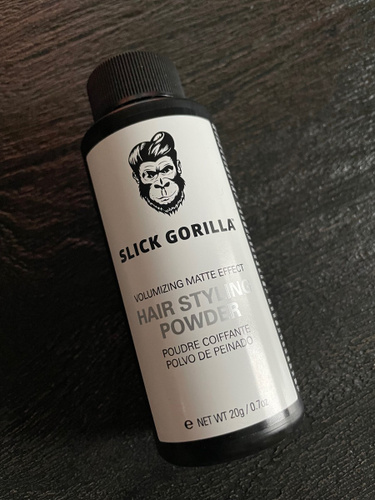 SLICK GORILLA
VOLUMIZING MATTE EFFECT
HAIR STYLING
POWDER
POUDRE COIFFANTE
POLVO DE PEINADO
e NET WT 20g / 0.7oz